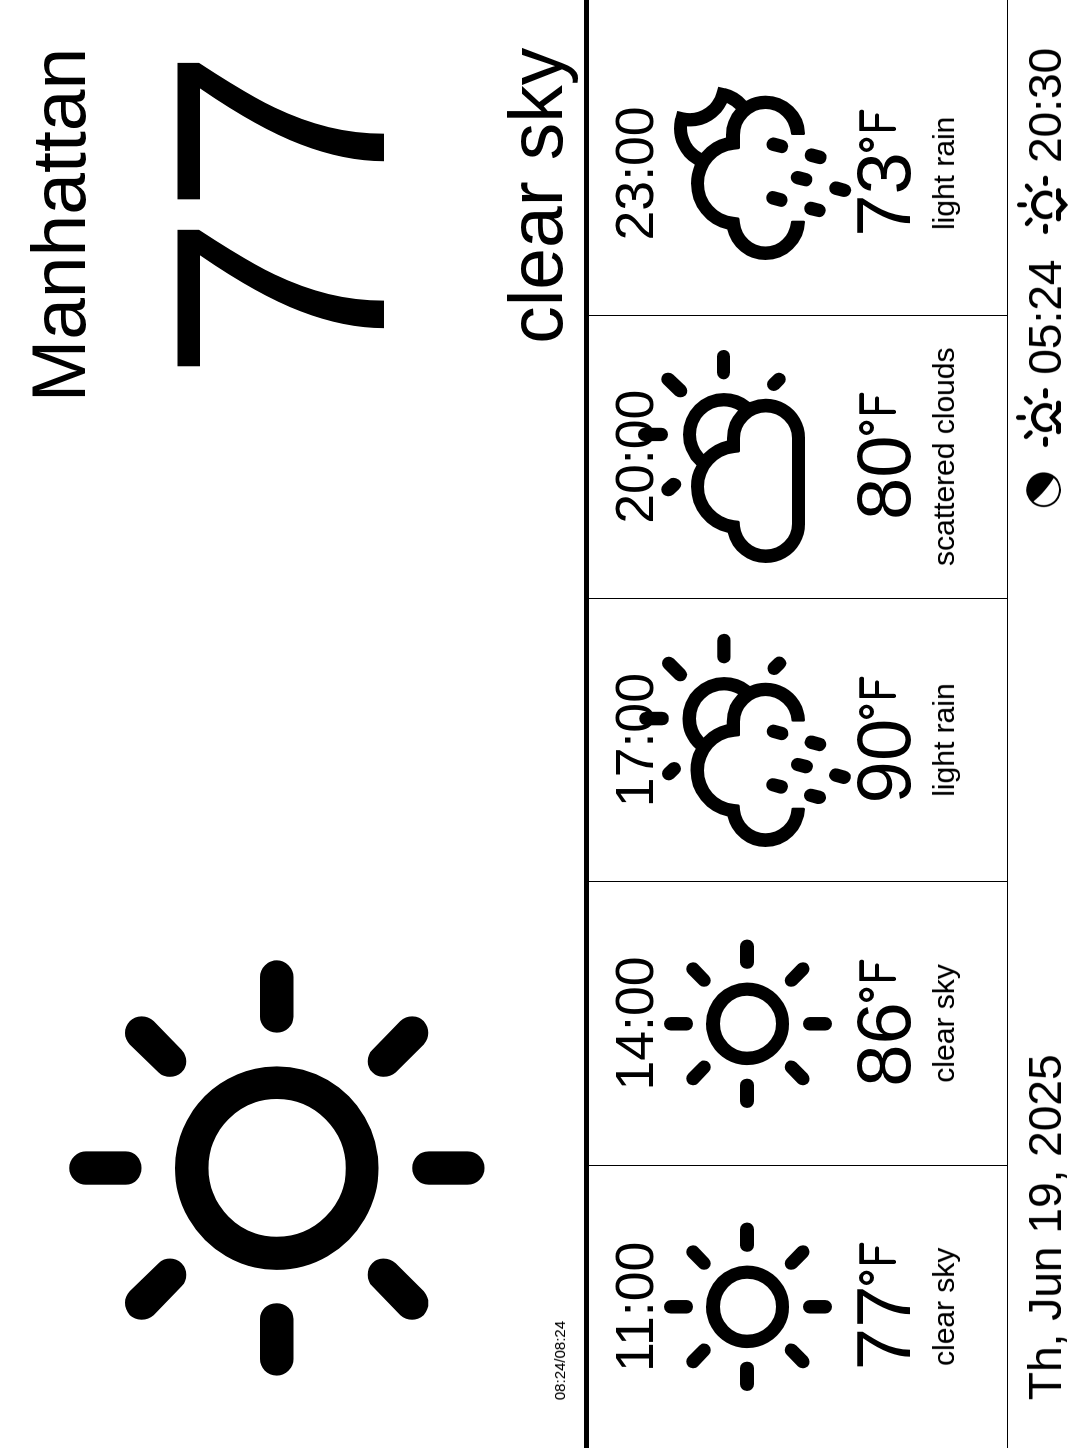 Manhattan
77
clear sky
08:24/08:24
11:00 14:00 17:00 20:00 23:00
77°F 86°F 90°F 80°F 73°F
clear sky clear sky light rain scattered clouds light rain
Th, Jun 19, 2025 05:24 20:30